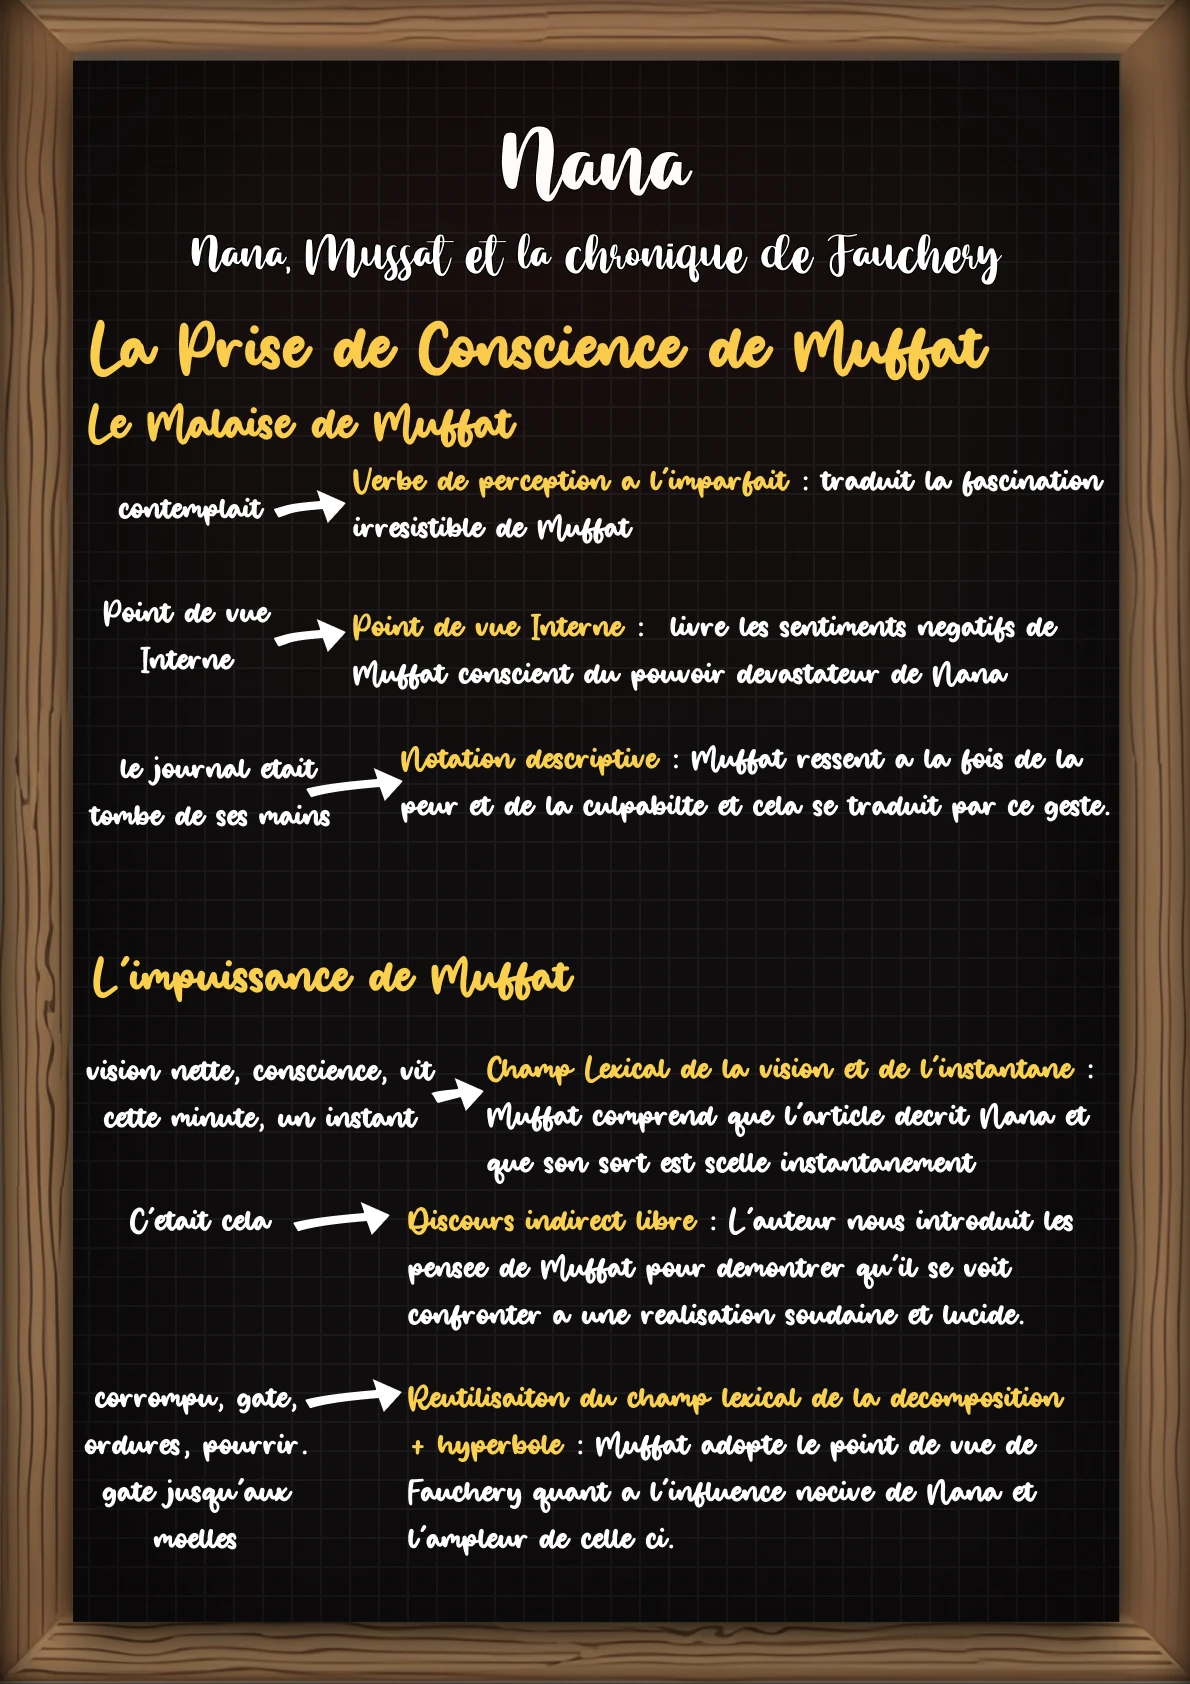 Nana
Nana, Mussat et la chronique de Fauchery
La Prise de Conscience de Muffat
Le Malaise de Muffat
contemplait
Verbe de perception a l'imparfait : traduit la fascination
irresistible de Muffat
Point de vue
Interne
Point de vue Interne : livre les sentiments negatifs de
Muffat conscient du pouvoir devastateur de Nana
le journal etait
tombe de ses mains
Notation descriptive : Muffat ressent a la fois de la
peur et de la culpabilte et cela se traduit par ce geste.
L'impuissance de Muffat
vision nette, conscience, vit
cette minute, un instant
Champ Lexical de la vision et de l'instantane :
Muffat comprend que l'article decrit Nana et
que son sort est scelle instantanement
C'etait cela
Discours indirect libre : L'auteur nous introduit les
pensee de Muffat pour demontrer qu'il se voit
confronter a une realisation soudaine et lucide.
corrompu, gate,
ordures, pourrir.
gate jusqu'aux
moelles
Reutilisaiton du champ lexical de la decomposition
+ hyperbole : Muffat adopte le point de vue de
Fauchery quant a l'influence nocive de Nana et
l'ampleur de celle ci.